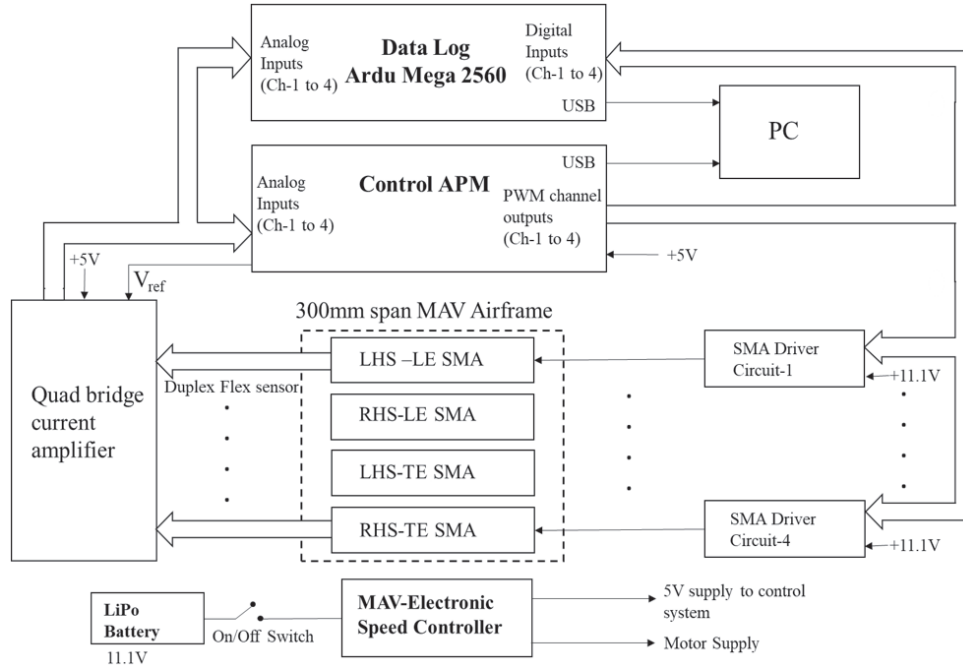 Analog
Inputs
(Ch-1 to 4)
Data Log
Ardu Mega 2560
Digital
Inputs
(Ch-1 to 4)
USB
PC
Analog
Inputs
(Ch-1 to 4)
Control APM
USB
PWM channel
outputs
(Ch-1 to 4)
+5V
+5V
Vref
300mm span MAV Airframe
Quad bridge
current
amplifier
Duplex Flex sensor
LHS –LE SMA
RHS-LE SMA
LHS-TE SMA
RHS-TE SMA
SMA Driver
Circuit-1
+11.1V
SMA Driver
Circuit-4
+11.1V
LiPo
Battery
11.1V
On/Off Switch
MAV-Electronic
Speed Controller
5V supply to control
system
Motor Supply